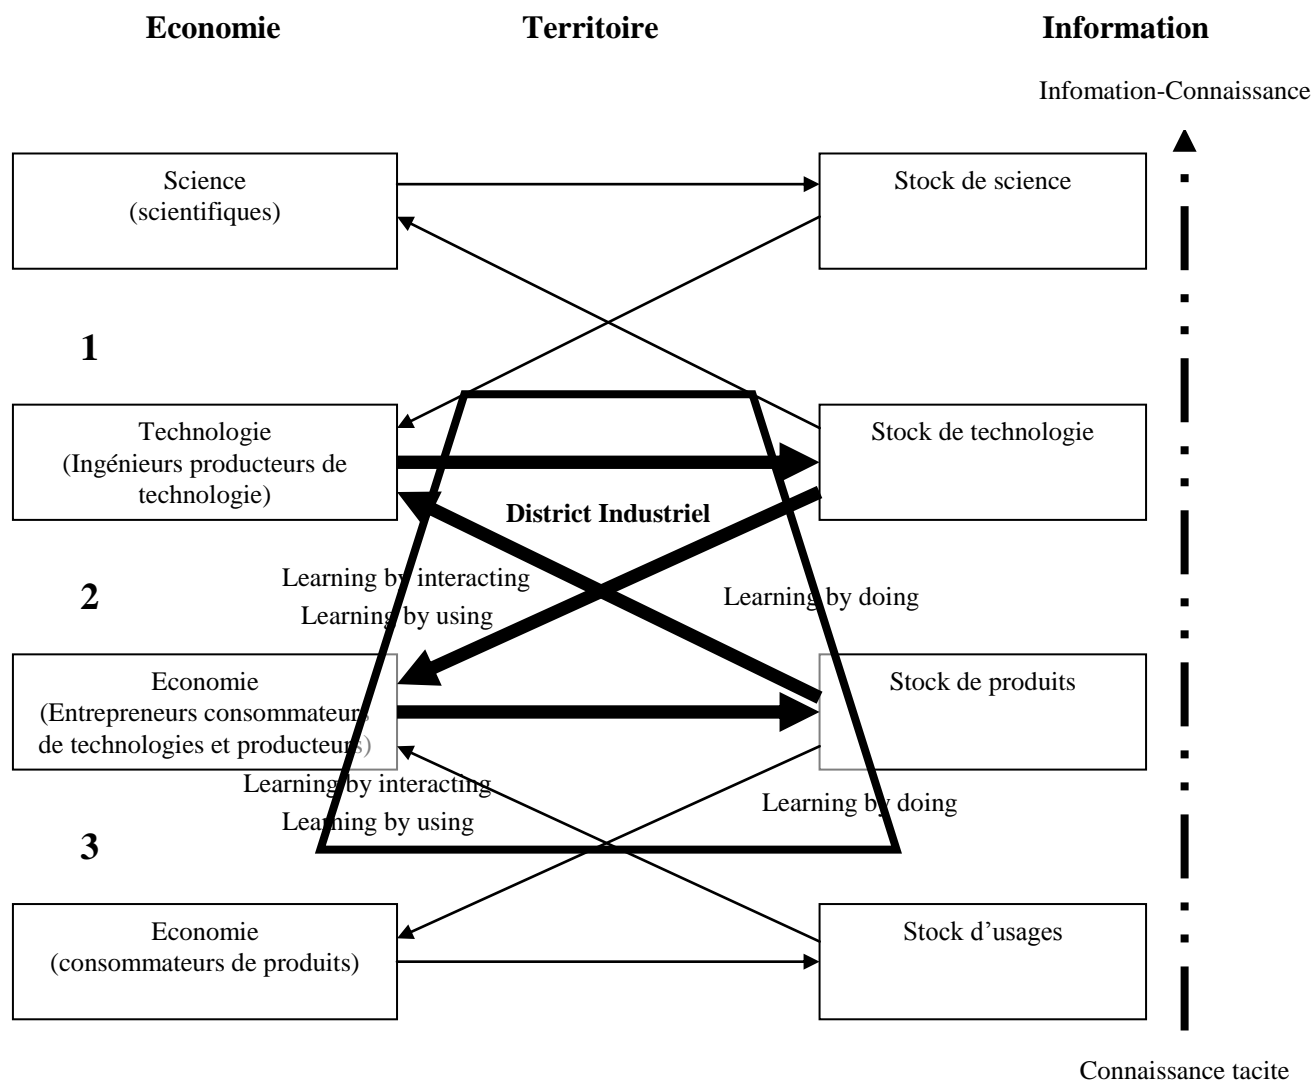 Economie
Territoire
Information
Infomation-Connaissance
Science
(scientifiques)
Stock de science
1
Technologie
(Ingénieurs producteurs de
technologie)
Stock de technologie
District Industriel
Learning by interacting
Learning by using
Learning by doing
2
Economie
(Entrepreneurs consommateurs
de technologies et producteurs)
Stock de produits
Learning by interacting
Learning by using
Learning by doing
3
Economie
(consommateurs de produits)
Stock d’usages
Connaissance tacite